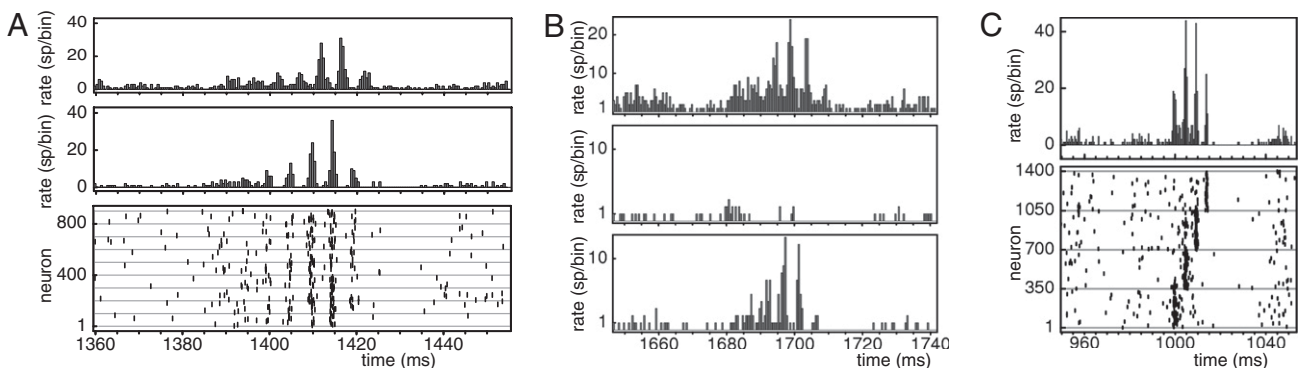 A
rate (sp/bin)
40
20
0
rate (sp/bin)
40
20
0
neuron
800
400
1
1360 1380 1400 1420 1440
time (ms)
B
rate (sp/bin)
20
10
1
rate (sp/bin)
10
1
rate (sp/bin)
10
1
1660 1680 1700 1720 1740
time (ms)
C
rate (sp/bin)
40
20
0
neuron
1400
1050
700
350
1
960 1000 1040
time (ms)